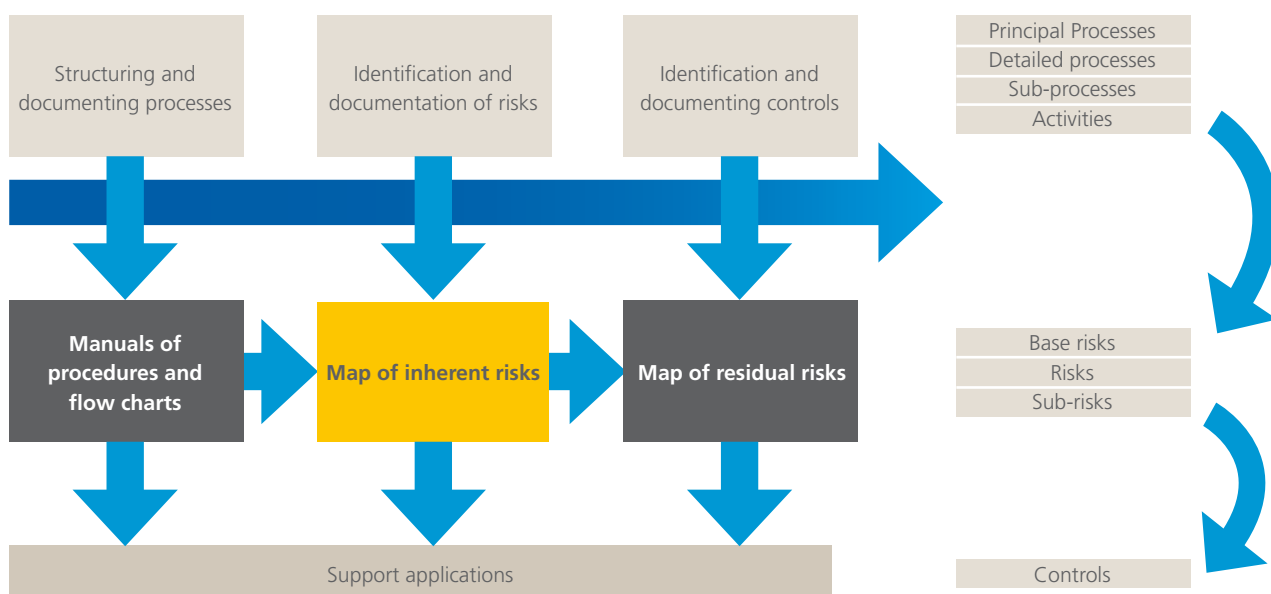 Structuring and
documenting processes
Identification and
documentation of risks
Identification and
documenting controls
Principal Processes
Detailed processes
Sub-processes
Activities
Manuals of
procedures and
flow charts
Map of inherent risks
Map of residual risks
Base risks
Risks
Sub-risks
Support applications
Controls